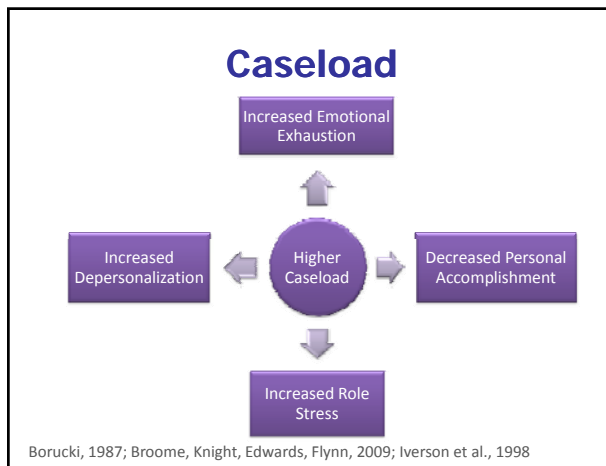 Caseload
Increased Emotional
Exhaustion
Increased
Depersonalization
Higher
Caseload
Decreased Personal
Accomplishment
Increased Role
Stress
Borucki, 1987; Broome, Knight, Edwards, Flynn, 2009; Iverson et al., 1998